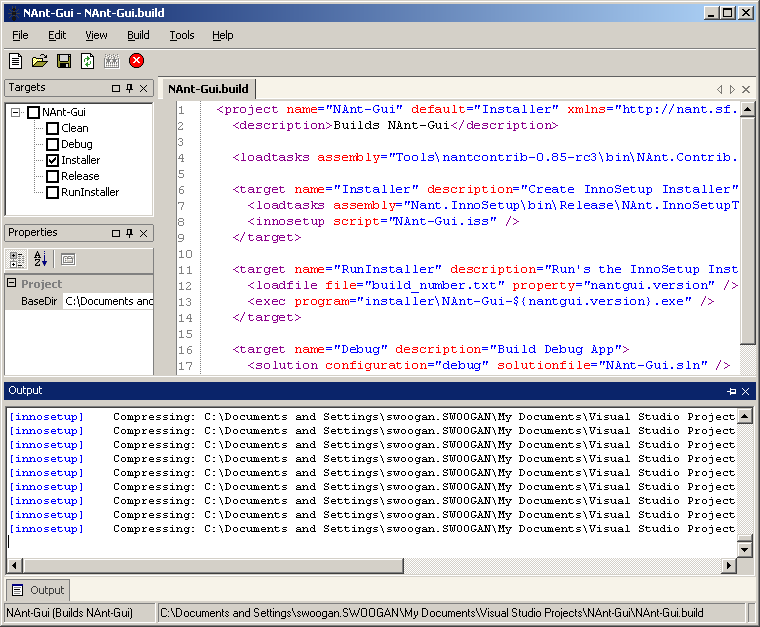 NAnt-Gui - NAnt-Gui.build
File Edit View Build Tools Help
Targets
NAnt-Gui
Clean
Debug
Installer
Release
RunInstaller
Properties
Project
BaseDir C:\Documents and
NAnt-Gui.build
1 <project name="NAnt-Gui" default="Installer" xmlns="http://nant.sf.
2 <description>Builds NAnt-Gui</description>
3
4 <loadtasks assembly="Tools\nantcontrib-0.85-rc3\bin\NAnt.Contrib.
5
6 <target name="Installer" description="Create InnoSetup Installer"
7 <loadtasks assembly="Nant.InnoSetup\bin\Release\NAnt.InnoSetupT
8 <innosetup script="NAnt-Gui.iss" />
9 </target>
10
11 <target name="RunInstaller" description="Run's the InnoSetup Inst
12 <loadfile file="build_number.txt" property="nantgui.version" />
13 <exec program="installer\NAnt-Gui-${nantgui.version}.exe" />
14 </target>
15
16 <target name="Debug" description="Build Debug App">
17 <solution configuration="debug" solutionfile="NAnt-Gui.sln" />
Output
[innosetup] Compressing: C:\Documents and Settings\swoogan.SWOOGAN\My Documents\Visual Studio Project
[innosetup] Compressing: C:\Documents and Settings\swoogan.SWOOGAN\My Documents\Visual Studio Project
[innosetup] Compressing: C:\Documents and Settings\swoogan.SWOOGAN\My Documents\Visual Studio Project
[innosetup] Compressing: C:\Documents and Settings\swoogan.SWOOGAN\My Documents\Visual Studio Project
[innosetup] Compressing: C:\Documents and Settings\swoogan.SWOOGAN\My Documents\Visual Studio Project
[innosetup] Compressing: C:\Documents and Settings\swoogan.SWOOGAN\My Documents\Visual Studio Project
[innosetup] Compressing: C:\Documents and Settings\swoogan.SWOOGAN\My Documents\Visual Studio Project
[innosetup] Compressing: C:\Documents and Settings\swoogan.SWOOGAN\My Documents\Visual Studio Project
[innosetup] Compressing: C:\Documents and Settings\swoogan.SWOOGAN\My Documents\Visual Studio Project
Output
NAnt-Gui (Builds NAnt-Gui) C:\Documents and Settings\swoogan.SWOOGAN\My Documents\Visual Studio Projects\NAnt-Gui\NAnt-Gui.build